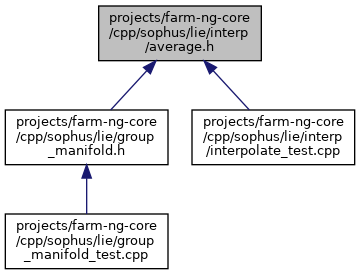 projects/farm-ng-core
/cpp/sophus/lie/interp
/average.h
projects/farm-ng-core
/cpp/sophus/lie/group
_manifold.h
projects/farm-ng-core
/cpp/sophus/lie/interp
/interpolate_test.cpp
projects/farm-ng-core
/cpp/sophus/lie/group
_manifold_test.cpp